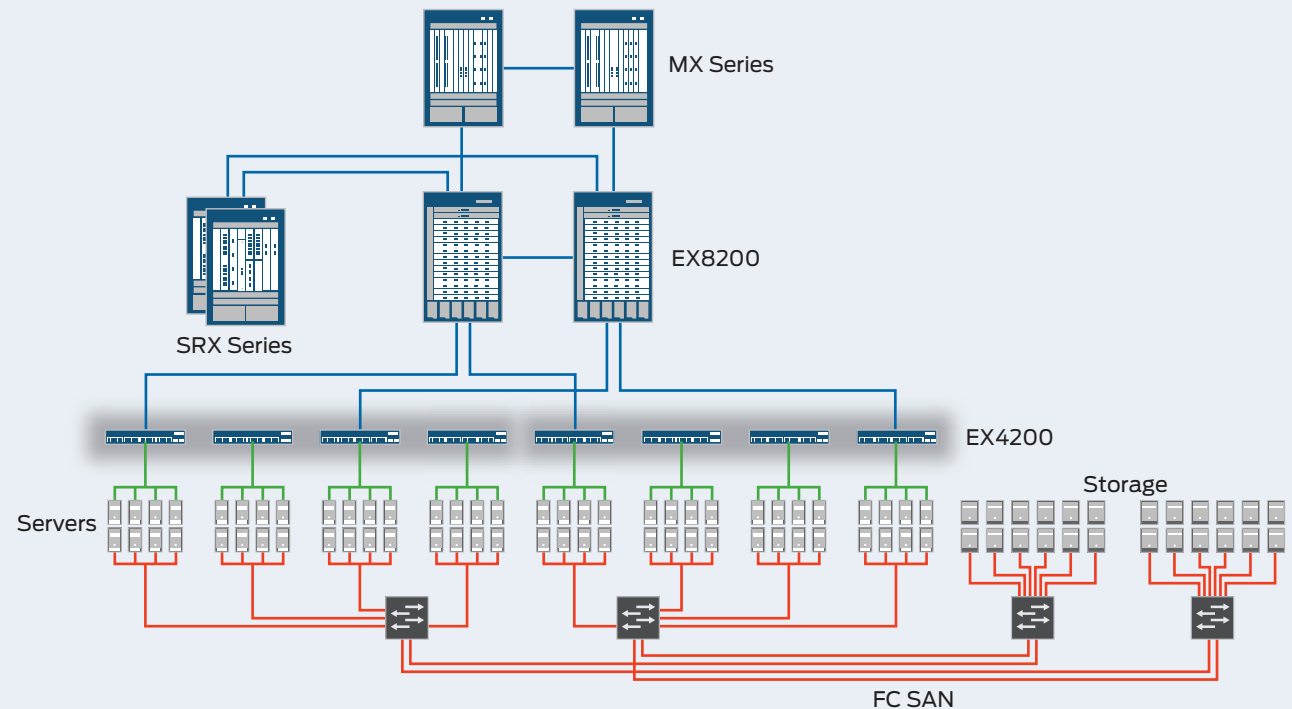 MX Series
EX8200
SRX Series
EX4200
Storage
Servers
FC SAN